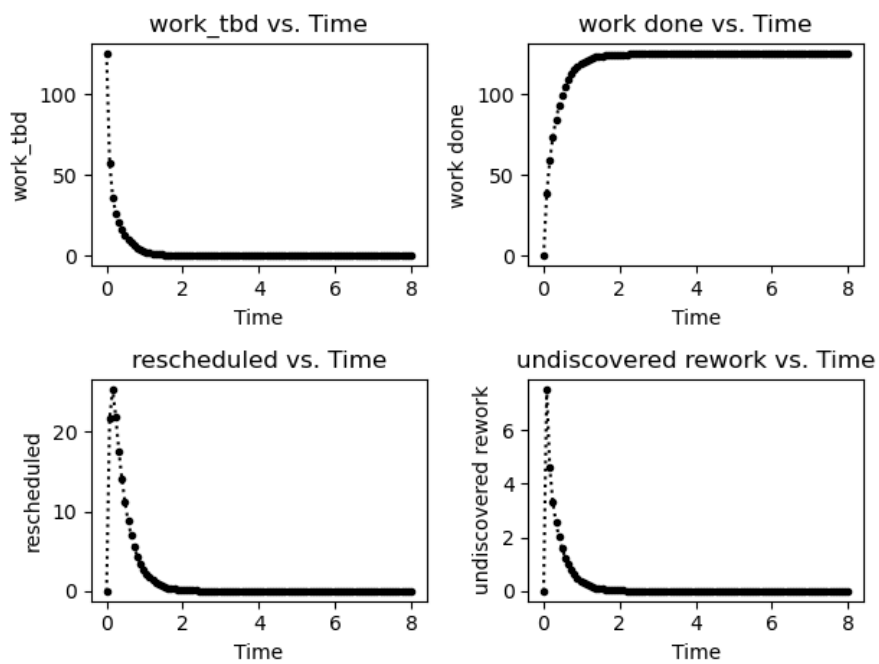 work_tbd vs. Time
work_tbd
100
50
0
0 2 4 6 8
Time
work done vs. Time
work done
100
50
0
0 2 4 6 8
Time
rescheduled vs. Time
rescheduled
20
10
0
0 2 4 6 8
Time
undiscovered rework vs. Time
undiscovered rework
6
4
2
0
0 2 4 6 8
Time